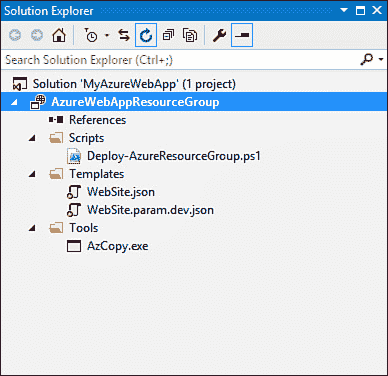 Solution Explorer
Search Solution Explorer (Ctrl+;)
Solution 'MyAzureWebApp' (1 project)
AzureWebAppResourceGroup
References
Scripts
Deploy-AzureResourceGroup.ps1
Templates
WebSite.json
WebSite.param.dev.json
Tools
AzCopy.exe